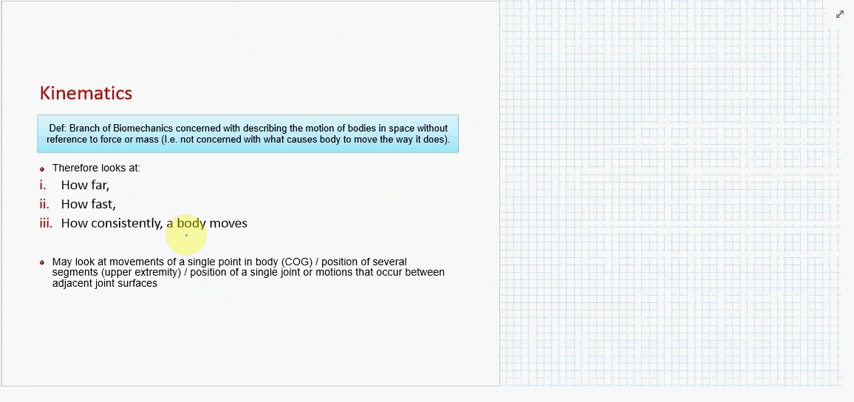 Kinematics
Def: Branch of Biomechanics concerned with describing the motion of bodies in space without
reference to force or mass (I.e. not concerned with what causes body to move the way it does).
Therefore looks at:
i. How far,
ii. How fast,
iii. How consistently, a body moves
May look at movements of a single point in body (COG) / position of several
segments (upper extremity) / position of a single joint or motions that occur between
adjacent joint surfaces